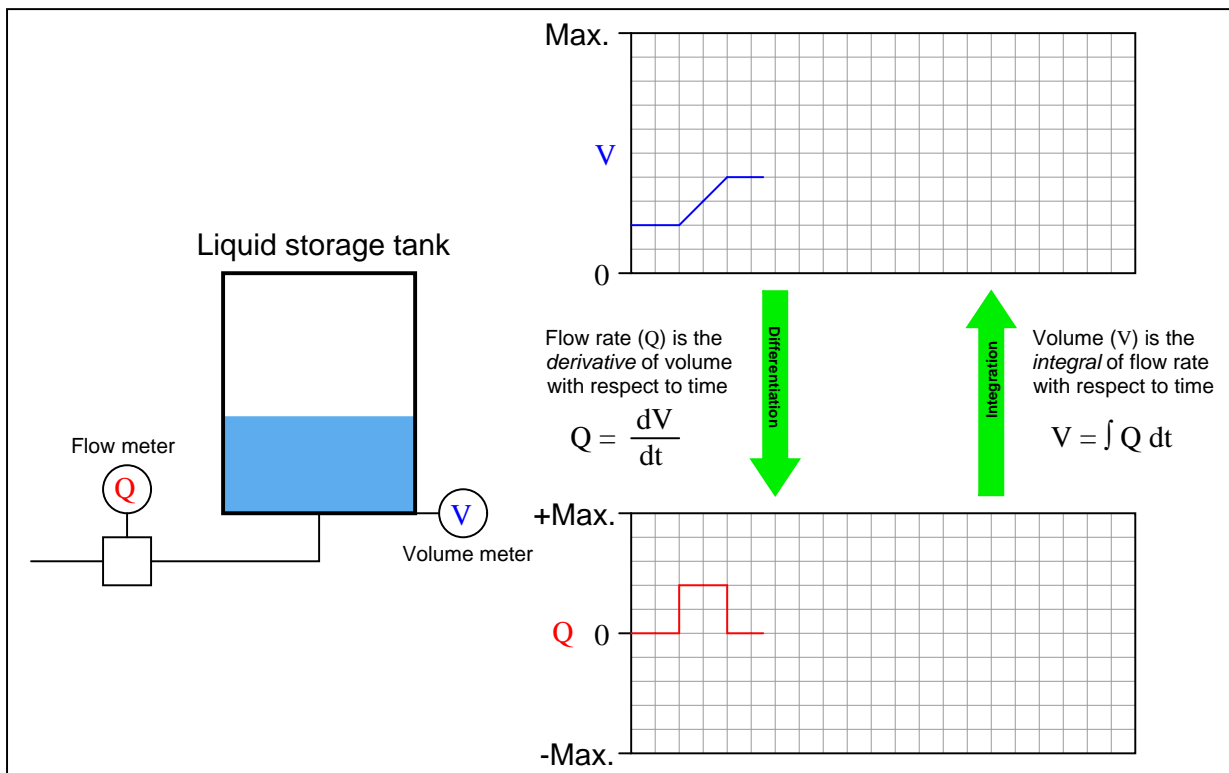 Max.
V
0
Liquid storage tank
Flow meter
Q
V
Volume meter
Flow rate (Q) is the
derivative of volume
with respect to time
Q = dV
dt
Differentiation
Integration
Volume (V) is the
integral of flow rate
with respect to time
V = ∫ Q dt
+Max.
Q 0
-Max.